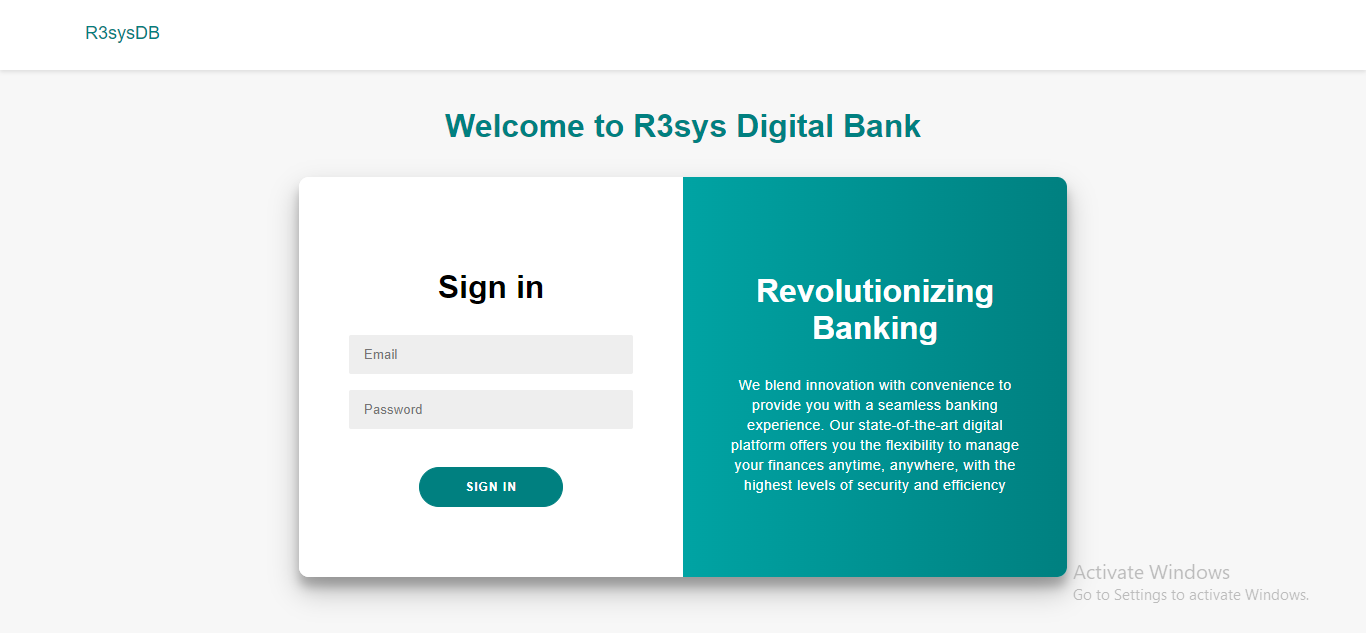 R3sysDB
Welcome to R3sys Digital Bank
Sign in
Email
Password
SIGN IN
Revolutionizing
Banking
We blend innovation with convenience to
provide you with a seamless banking
experience. Our state-of-the-art digital
platform offers you the flexibility to manage
your finances anytime, anywhere, with the
highest levels of security and efficiency
Activate Windows
Go to Settings to activate Windows.